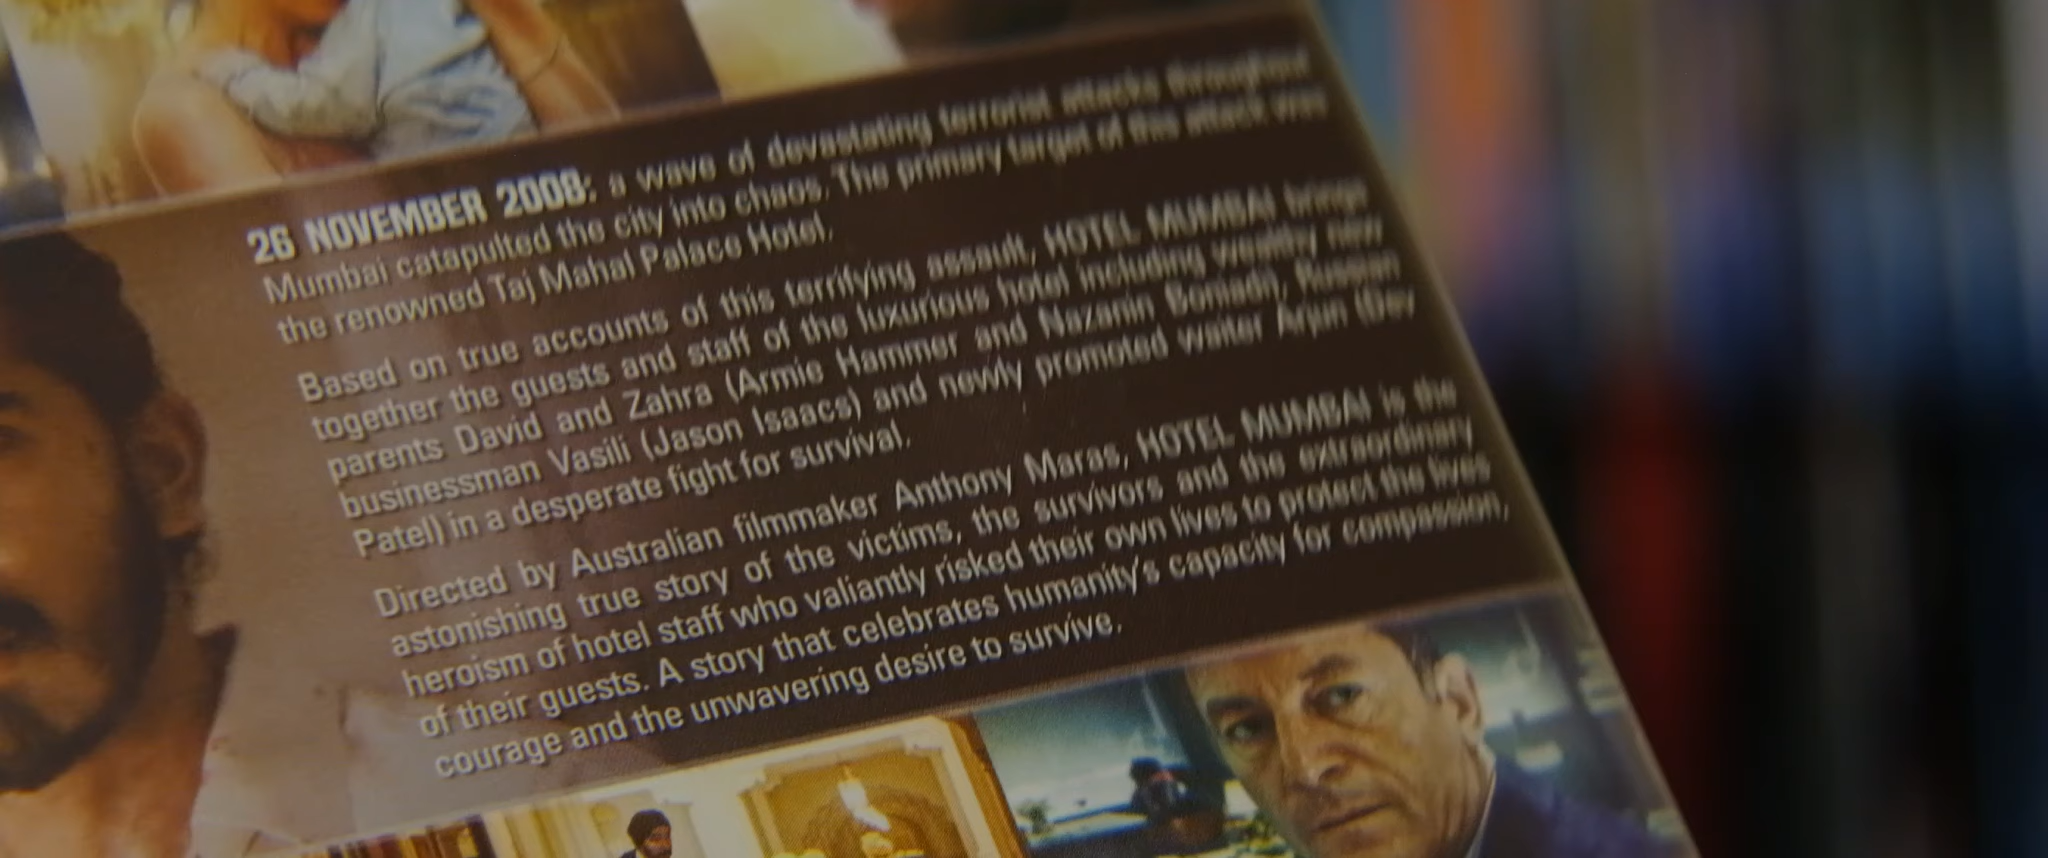 26 NOVEMBER 2008: a wave of devastating terrorist attacks throughout
Mumbai catapulted the city into chaos. The primary target of the attack was
the renowned Taj Mahal Palace Hotel.
Based on true accounts of this terrifying assault, HOTEL MUMBAI brings
together the guests and staff of the luxurious hotel including wealthy new
parents David and Zahra (Armie Hammer and Nazanin Boniadi), Russian
businessman Vasili (Jason Isaacs) and newly promoted waiter Arjun (Dev
Patel) in a desperate fight for survival.
Directed by Australian filmmaker Anthony Maras, HOTEL MUMBAI is the
astonishing true story of the victims, the survivors and the extraordinary
heroism of hotel staff who valiantly risked their own lives to protect the lives
of their guests. A story that celebrates humanity's capacity for compassion,
courage and the unwavering desire to survive.